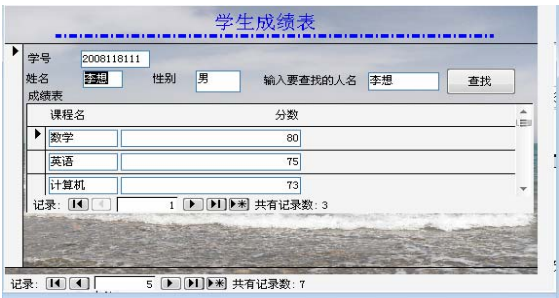 学生成绩表
学号 2008118111
姓名 李想 性别 男 输入要查找的人名 李想 查找
成绩表
课程名 分数
数学 80
英语 75
计算机 73
记录: 1 共有记录数: 3
记录: 5 共有记录数: 7